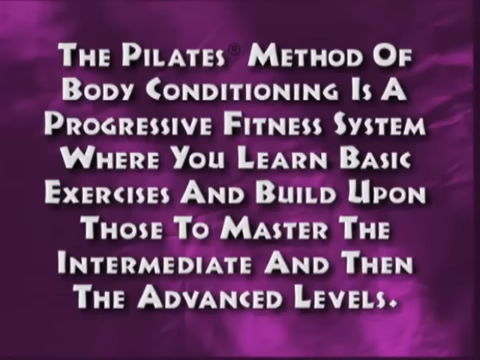 THE PILATES® METHOD OF
BODY CONDITIONING IS A
PROGRESSIVE FITNESS SYSTEM
WHERE YOU LEARN BASIC
EXERCISES AND BUILD UPON
THOSE TO MASTER THE
INTERMEDIATE AND THEN
THE ADVANCED LEVELS.